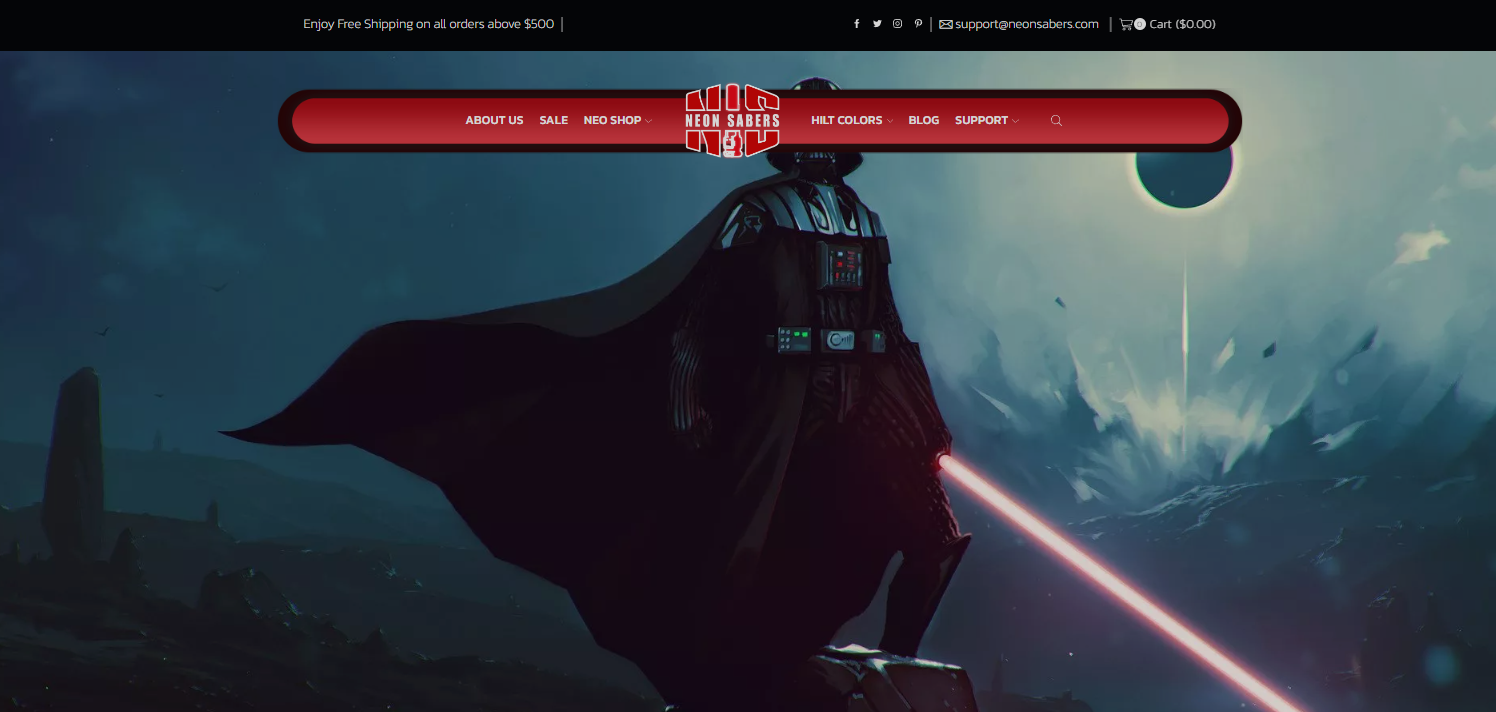 Enjoy Free Shipping on all orders above $500 |
| support@neonsabers.com | 0 Cart ($0.00)
ABOUT US SALE NEO SHOP NEON SABERS HILT COLORS BLOG SUPPORT